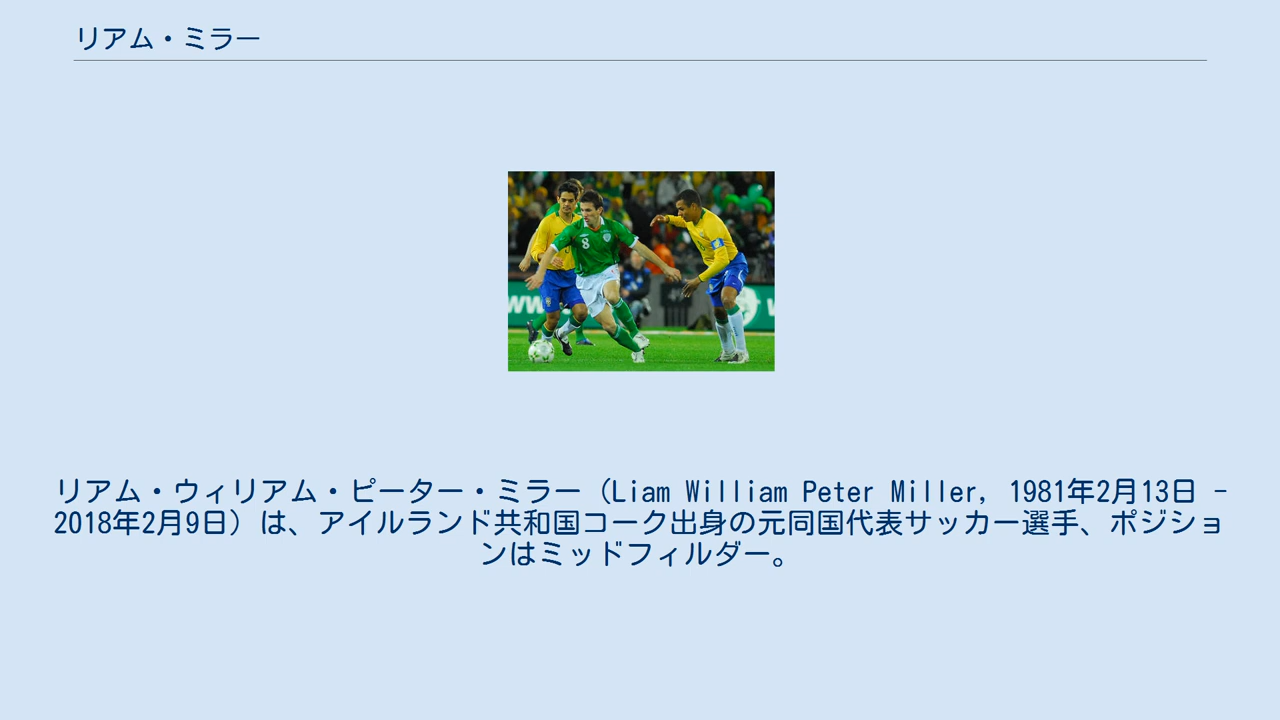 リアム・ミラー
8
www
リアム・ウィリアム・ピーター・ミラー（Liam William Peter Miller, 1981年2月13日 -
2018年2月9日）は、アイルランド共和国コーク出身の元同国代表サッカー選手、ポジショ
ンはミッドフィルダー。